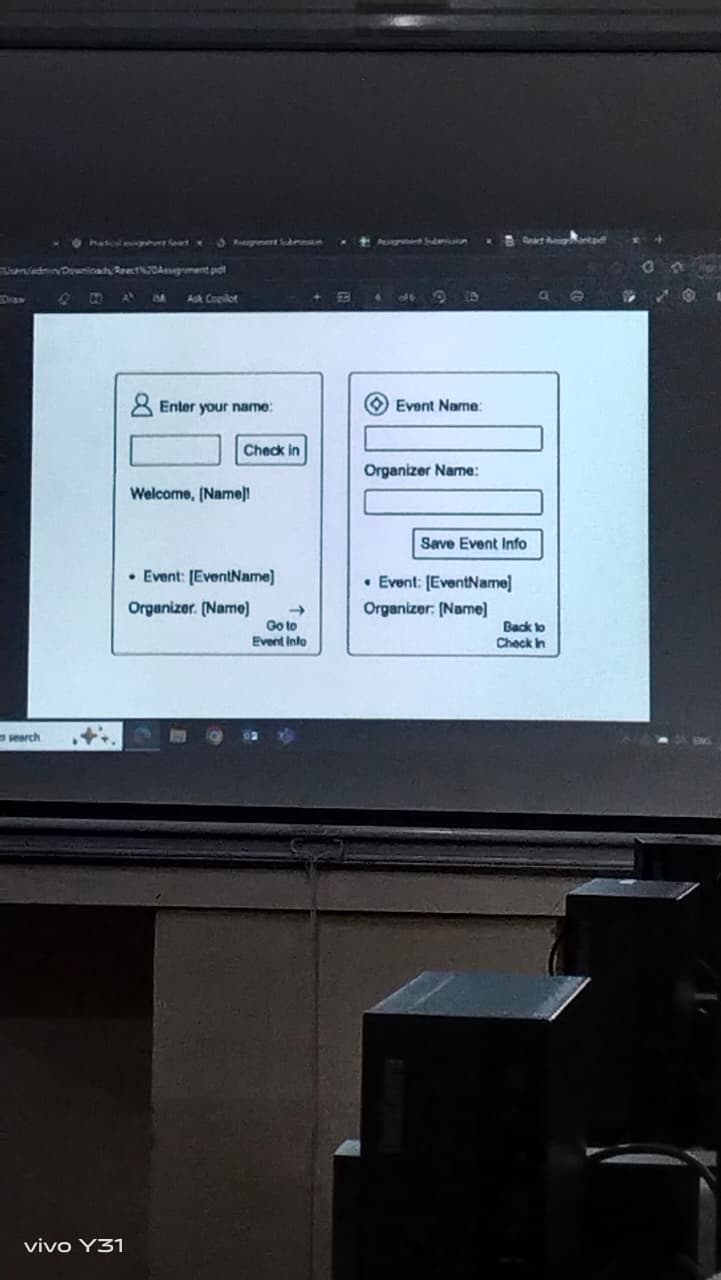 Practical assignment React
Assignment Submission
Assignment Submission
React Assignment.pdf
Users/admin/Downloads/React%20Assignment.pdf
Draw
Ask Copilot
6 of 6
Enter your name:
Check in
Welcome, [Name]!
• Event: [EventName]
Organizer. [Name] →
Go to
Event Info
Event Name:
Organizer Name:
Save Event Info
• Event: [EventName]
Organizer: [Name]
Back to
Check In
search
ENG
vivo Y31